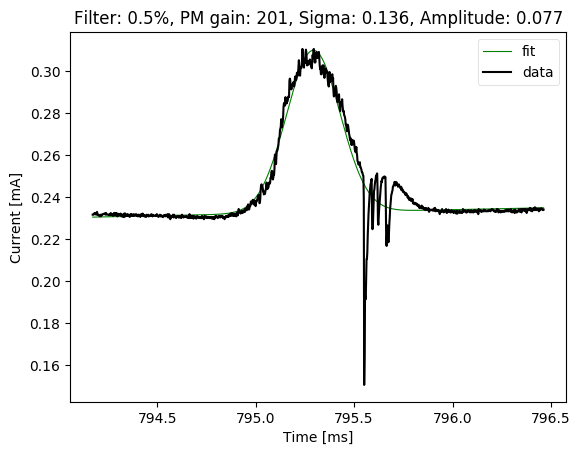 Filter: 0.5%, PM gain: 201, Sigma: 0.136, Amplitude: 0.077
fit
data
Current [mA]
0.30
0.28
0.26
0.24
0.22
0.20
0.18
0.16
794.5
795.0
795.5
796.0
796.5
Time [ms]